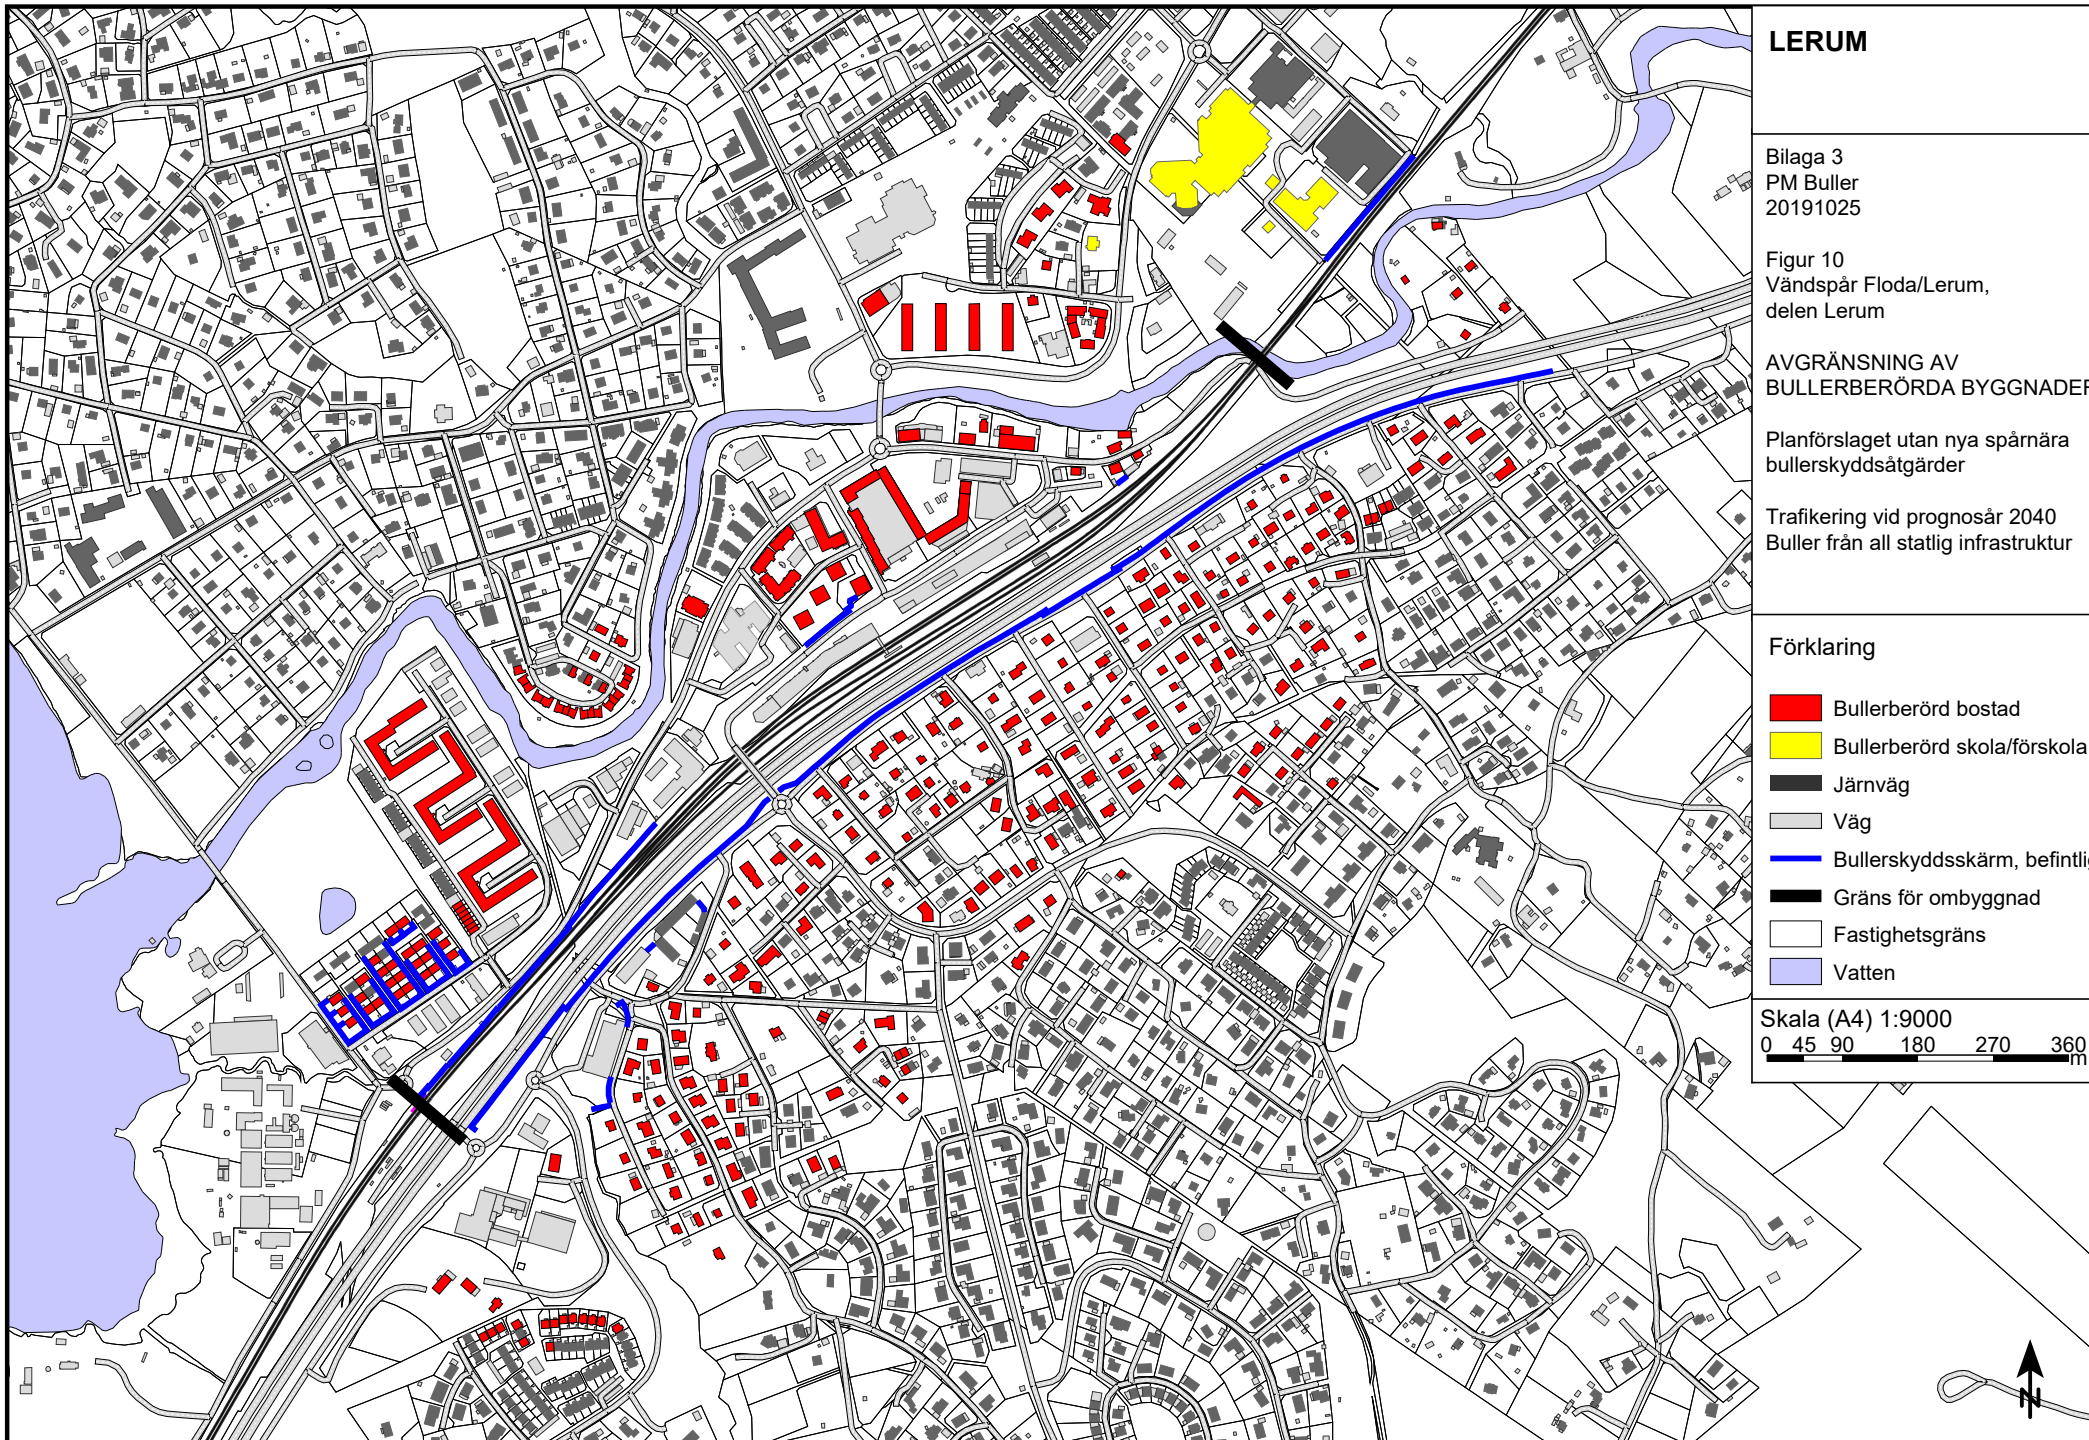 LERUM
Bilaga 3
PM Buller
20191025
Figur 10
Vändspår Floda/Lerum,
delen Lerum
AVGRÄNSNING AV
BULLERBERÖRDA BYGGNADER
Planförslaget utan nya spårnära
bullerskyddsåtgärder
Trafikering vid prognosår 2040
Buller från all statlig infrastruktur
Förklaring
Bullerberörd bostad
Bullerberörd skola/förskola
Järnväg
Väg
Bullerskyddsskärm, befintlig
Gräns för ombyggnad
Fastighetsgräns
Vatten
Skala (A4) 1:9000
0 45 90 180 270 360
m
N